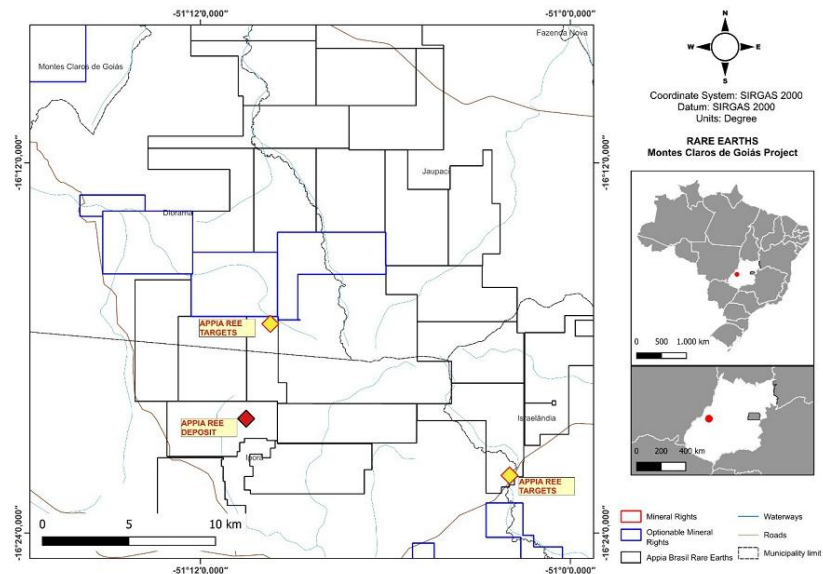 -51°12'0,000"
-51°0'0,000"
Fazenda Nova
Montes Claros de Goiás
-16°12'0,000"
-16°12'0,000"
Jaupaci
Diorama
APPIA REE
TARGETS
APPIA REE
DEPOSIT
Israelândia
Iporá
APPIA REE
TARGETS
0 5 10 km
-16°24'0,000"
-16°24'0,000"
-51°12'0,000"
-51°0'0,000"
N
W E
S
Coordinate System: SIRGAS 2000
Datum: SIRGAS 2000
Units: Degree
RARE EARTHS
Montes Claros de Goiás Project
0 500 1.000 km
0 200 400 km
Mineral Rights
Optionable Mineral
Rights
Appia Brasil Rare Earths
Waterways
Roads
Municipality limit